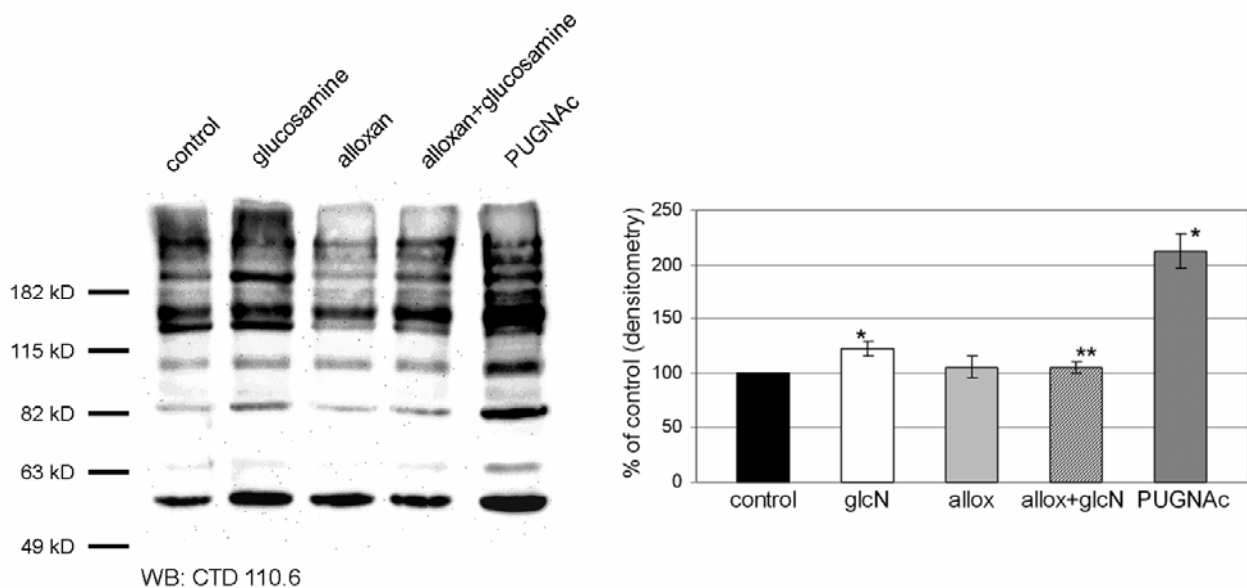 control
glucosamine
alloxan
alloxan+glucosamine
PUGNAc
182 kD
115 kD
82 kD
63 kD
49 kD
WB: CTD 110.6
% of control (densitometry)
250
200
150
100
50
0
*
**
*
control
glcN
allox
allox+glcN
PUGNAc